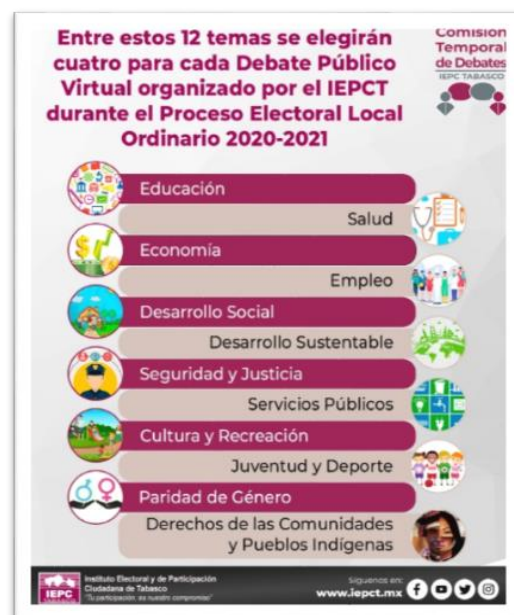 Entre estos 12 temas se elegirán
cuatro para cada Debate Público
Virtual organizado por el IEPCT
durante el Proceso Electoral Local
Ordinario 2020-2021
Comisión
Temporal
de Debates
IEPC TABASCO
Educación
Salud
Economía
Empleo
Desarrollo Social
Desarrollo Sustentable
Seguridad y Justicia
Servicios Públicos
Cultura y Recreación
Juventud y Deporte
Paridad de Género
Derechos de las Comunidades
y Pueblos Indígenas
IEPC
Instituto Electoral y de Participación
Ciudadana de Tabasco
"Tu participación, es nuestro compromiso"
Síguenos en:
www.iepct.mx